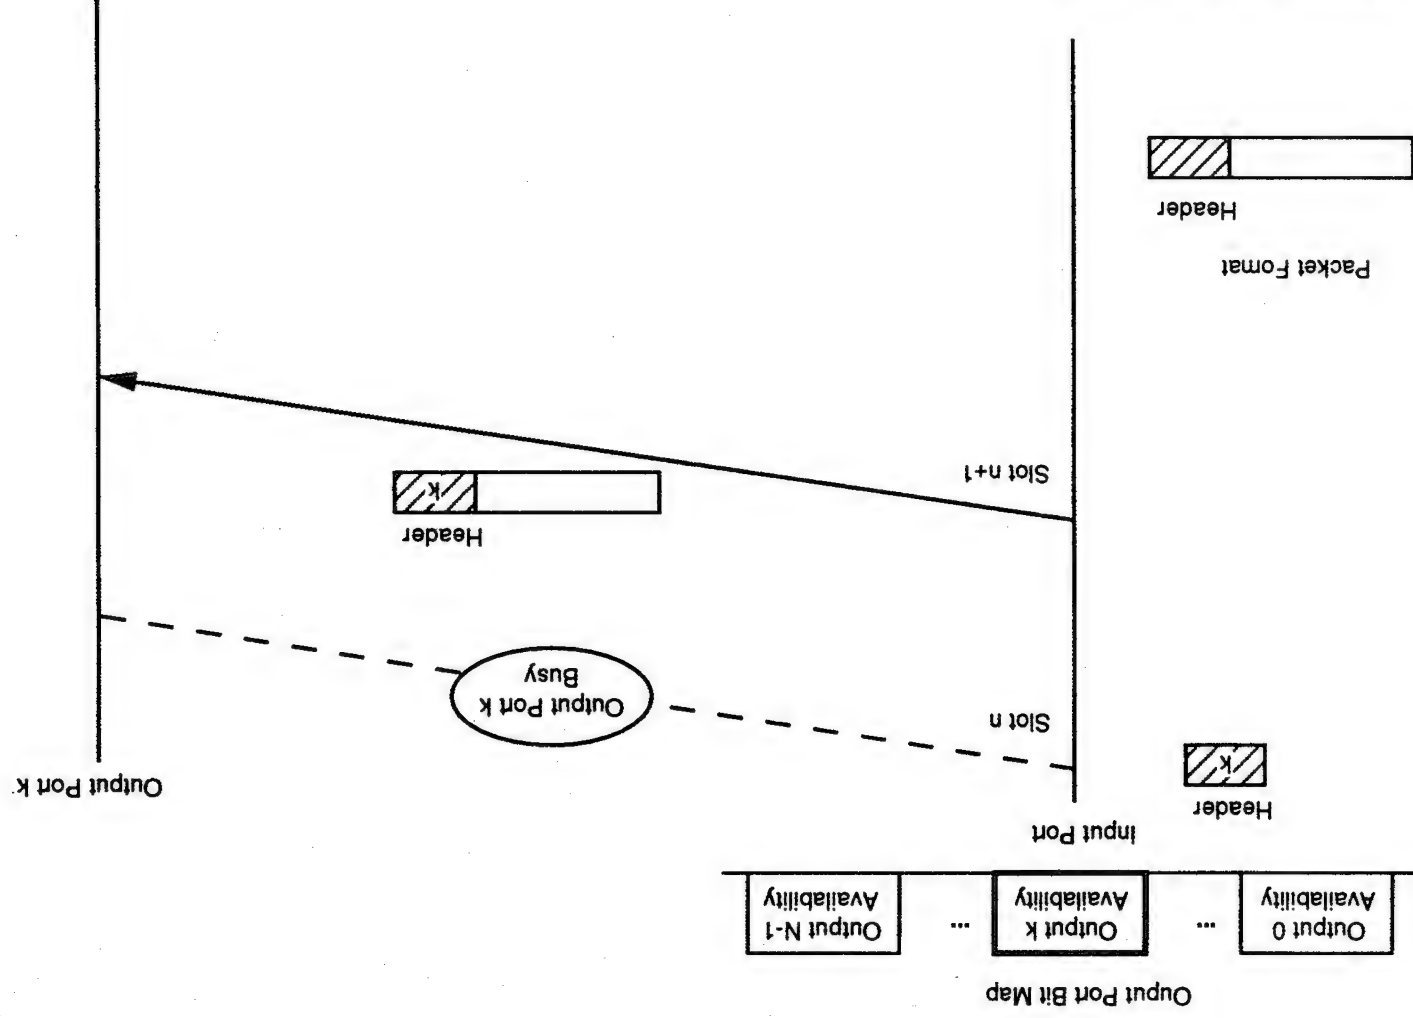 Ouput Port Bit Map
Output 0
Availability
...
Output k
Availability
...
Output N-1
Availability
Input Port
Output Port k
Header
k
Slot n
Output Port k
Busy
Header
k
Slot n+1
Packet Fomat
Header